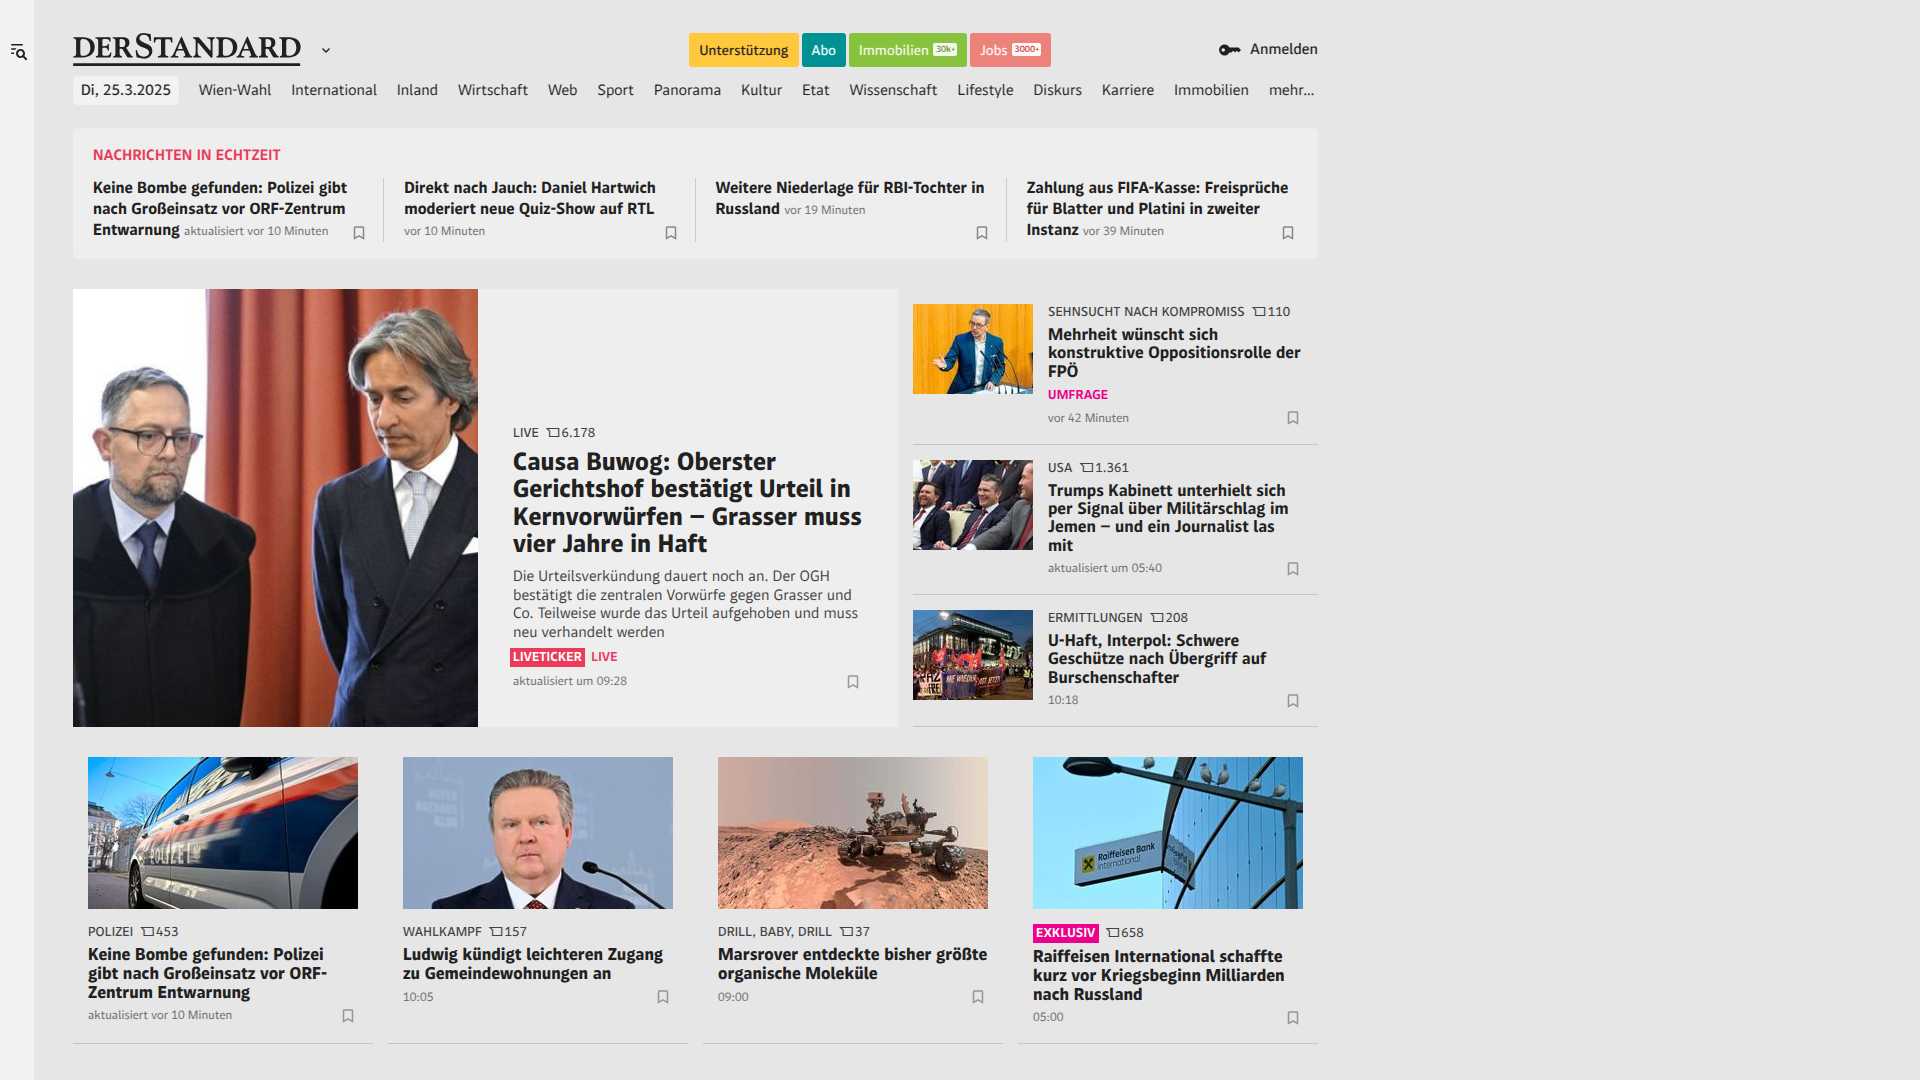 DERSTANDARD
Unterstützung
Abo
Immobilien 30k+
Jobs 3000+
Anmelden
Di, 25.3.2025
Wien-Wahl
International
Inland
Wirtschaft
Web
Sport
Panorama
Kultur
Etat
Wissenschaft
Lifestyle
Diskurs
Karriere
Immobilien
mehr...
NACHRICHTEN IN ECHTZEIT
Keine Bombe gefunden: Polizei gibt
nach Großeinsatz vor ORF-Zentrum
Entwarnung aktualisiert vor 10 Minuten
Direkt nach Jauch: Daniel Hartwich
moderiert neue Quiz-Show auf RTL
vor 10 Minuten
Weitere Niederlage für RBI-Tochter in
Russland vor 19 Minuten
Zahlung aus FIFA-Kasse: Freisprüche
für Blatter und Platini in zweiter
Instanz vor 39 Minuten
LIVE 6.178
Causa Buwog: Oberster
Gerichtshof bestätigt Urteil in
Kernvorwürfen – Grasser muss
vier Jahre in Haft
Die Urteilsverkündung dauert noch an. Der OGH
bestätigt die zentralen Vorwürfe gegen Grasser und
Co. Teilweise wurde das Urteil aufgehoben und muss
neu verhandelt werden
LIVETICKER LIVE
aktualisiert um 09:28
SEHNSUCHT NACH KOMPROMISS 110
Mehrheit wünscht sich
konstruktive Oppositionsrolle der
FPÖ
UMFRAGE
vor 42 Minuten
USA 1.361
Trumps Kabinett unterhielt sich
per Signal über Militärschlag im
Jemen – und ein Journalist las
mit
aktualisiert um 05:40
NIE WIEDER
ERMITTLUNGEN 208
U-Haft, Interpol: Schwere
Geschütze nach Übergriff auf
Burschenschafter
10:18
POLIZEI 453
Keine Bombe gefunden: Polizei
gibt nach Großeinsatz vor ORF-
Zentrum Entwarnung
aktualisiert vor 10 Minuten
WAHLKAMPF 157
Ludwig kündigt leichteren Zugang
zu Gemeindewohnungen an
10:05
DRILL, BABY, DRILL 37
Marsrover entdeckte bisher größte
organische Moleküle
09:00
Raiffeisen Bank
International
EXKLUSIV 658
Raiffeisen International schaffte
kurz vor Kriegsbeginn Milliarden
nach Russland
05:00